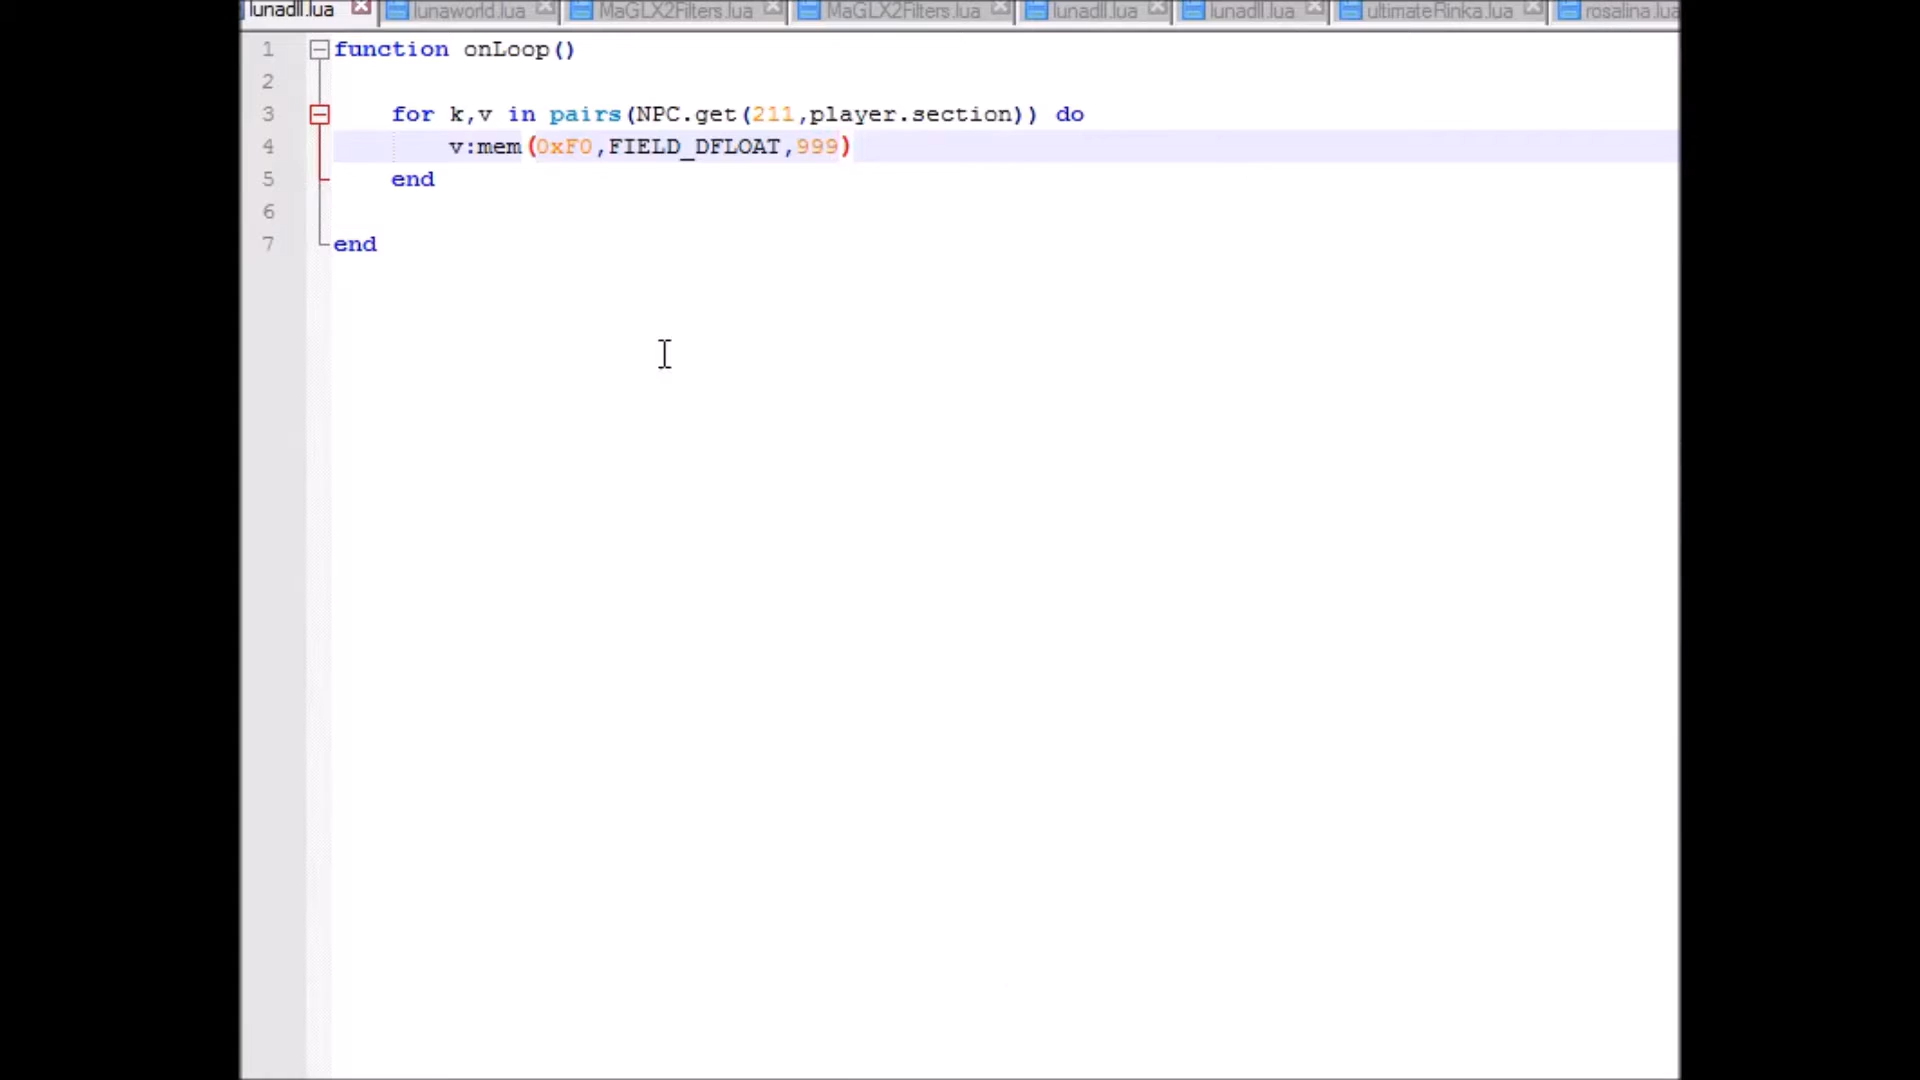 lunadll.lua lunaworld.lua MaGLX2Filters.lua MaGLX2Filters.lua lunadll.lua lunadll.lua ultimateRinka.lua rosalina.lua
1 function onLoop()
2
3 for k,v in pairs(NPC.get(211,player.section)) do
4 v:mem(0xF0,FIELD_DFLOAT,999)
5 end
6
7 end